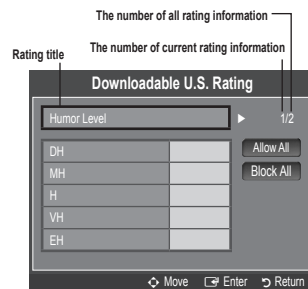 The number of all rating information
The number of current rating information
Rating title
Downloadable U.S. Rating
Humor Level ► 1/2
DH Allow All
MH Block All
H
VH
EH
Move Enter Return